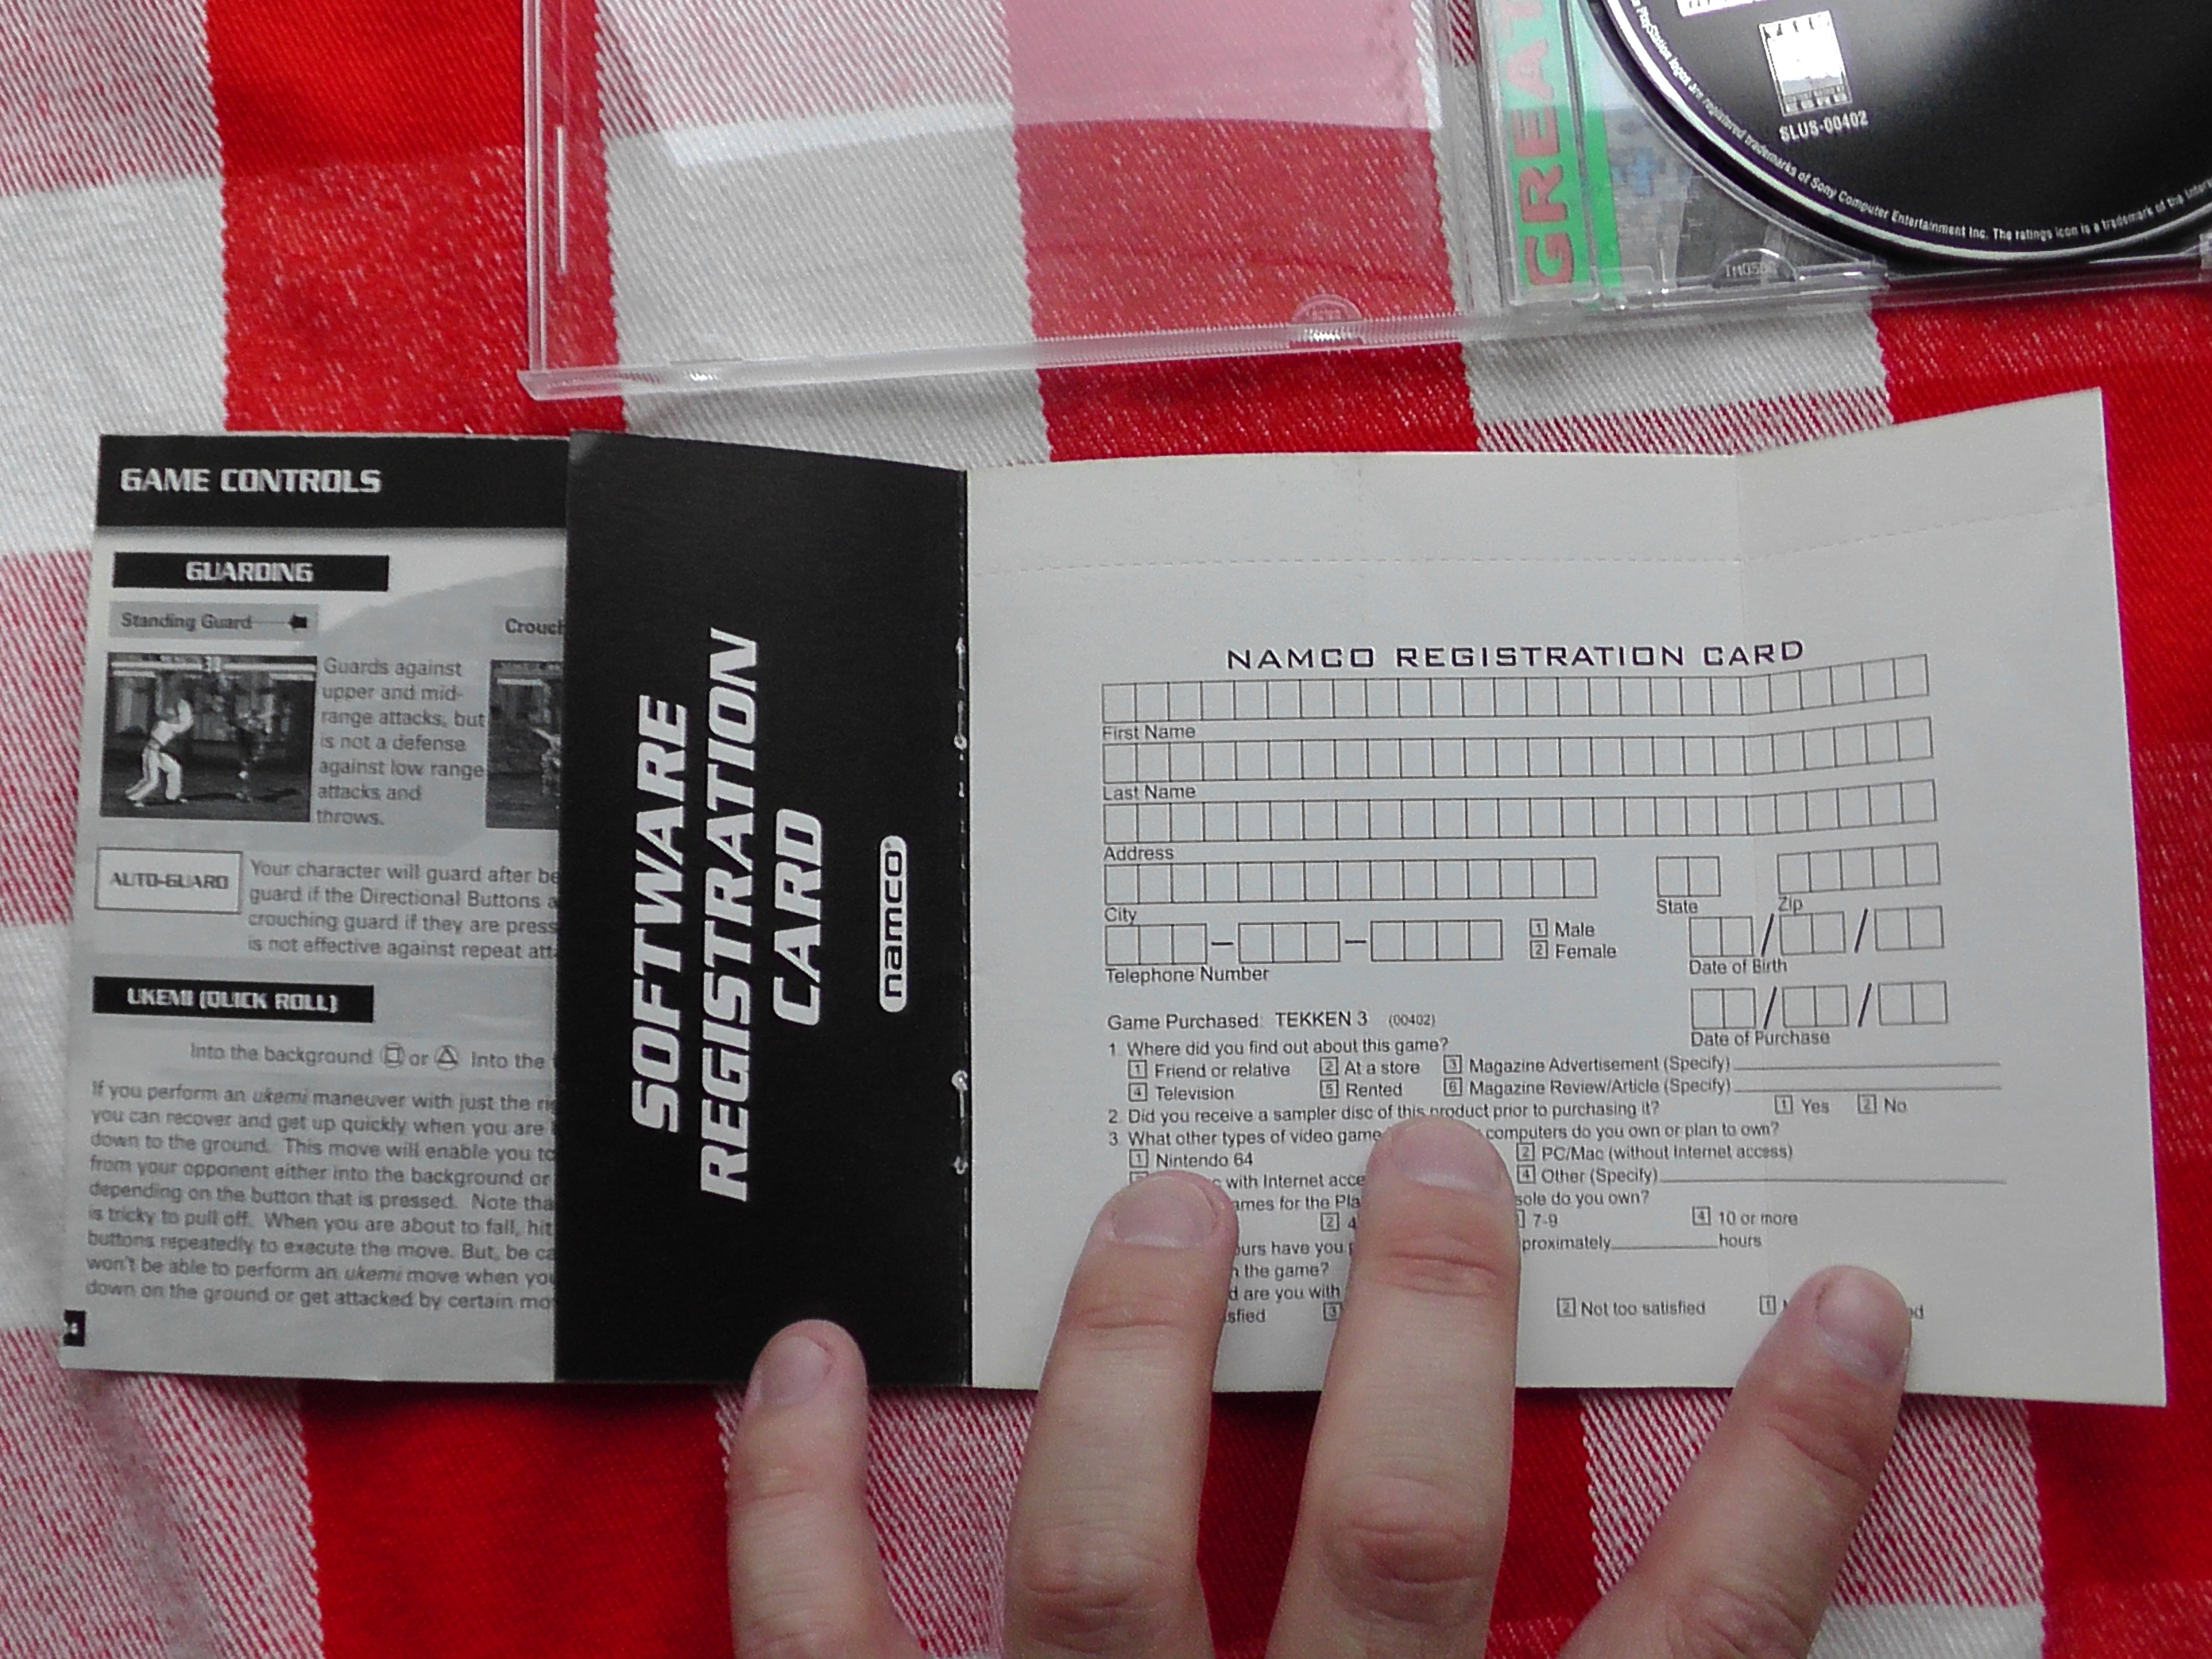 GREAT
SLUS-00402
PlayStation logos are registered trademarks of Sony Computer Entertainment Inc. The ratings icon is a trademark of the
GAME CONTROLS
GUARDING
Standing Guard
Crouch
Guards against
upper and mid-
range attacks, but
is not a defense
against low range
attacks and
throws.
AUTO-GUARD
Your character will guard after be
guard if the Directional Buttons a
crouching guard if they are press
is not effective against repeat att
UKEMI (QUICK ROLL)
Into the background □ or △ Into the
If you perform an ukemi maneuver with just the
you can recover and get up quickly when you are
down to the ground. This move will enable you to
from your opponent either into the background or
depending on the button that is pressed. Note tha
is tricky to pull off. When you are about to fall, hit
buttons repeatedly to execute the move. But, be ca
won't be able to perform an ukemi move when you
down on the ground or get attacked by certain mo
SOFTWARE
REGISTRATION
CARD
namco
NAMCO REGISTRATION CARD
First Name
Last Name
Address
City State Zip
Telephone Number
1 Male
2 Female
Date of Birth
Date of Purchase
Game Purchased: TEKKEN 3 (00402)
1. Where did you find out about this game?
1 Friend or relative 2 At a store 3 Magazine Advertisement (Specify)
4 Television 5 Rented 6 Magazine Review/Article (Specify)
2. Did you receive a sampler disc of this product prior to purchasing it? 1 Yes 2 No
3. What other types of video game computers do you own or plan to own?
1 Nintendo 64 2 PC/Mac (without Internet access)
with Internet acce 4 Other (Specify)
ames for the Pla sole do you own?
2 4 7-9 4 10 or more
ours have you proximately hours
the game?
d are you with
sfied 3 2 Not too satisfied 1